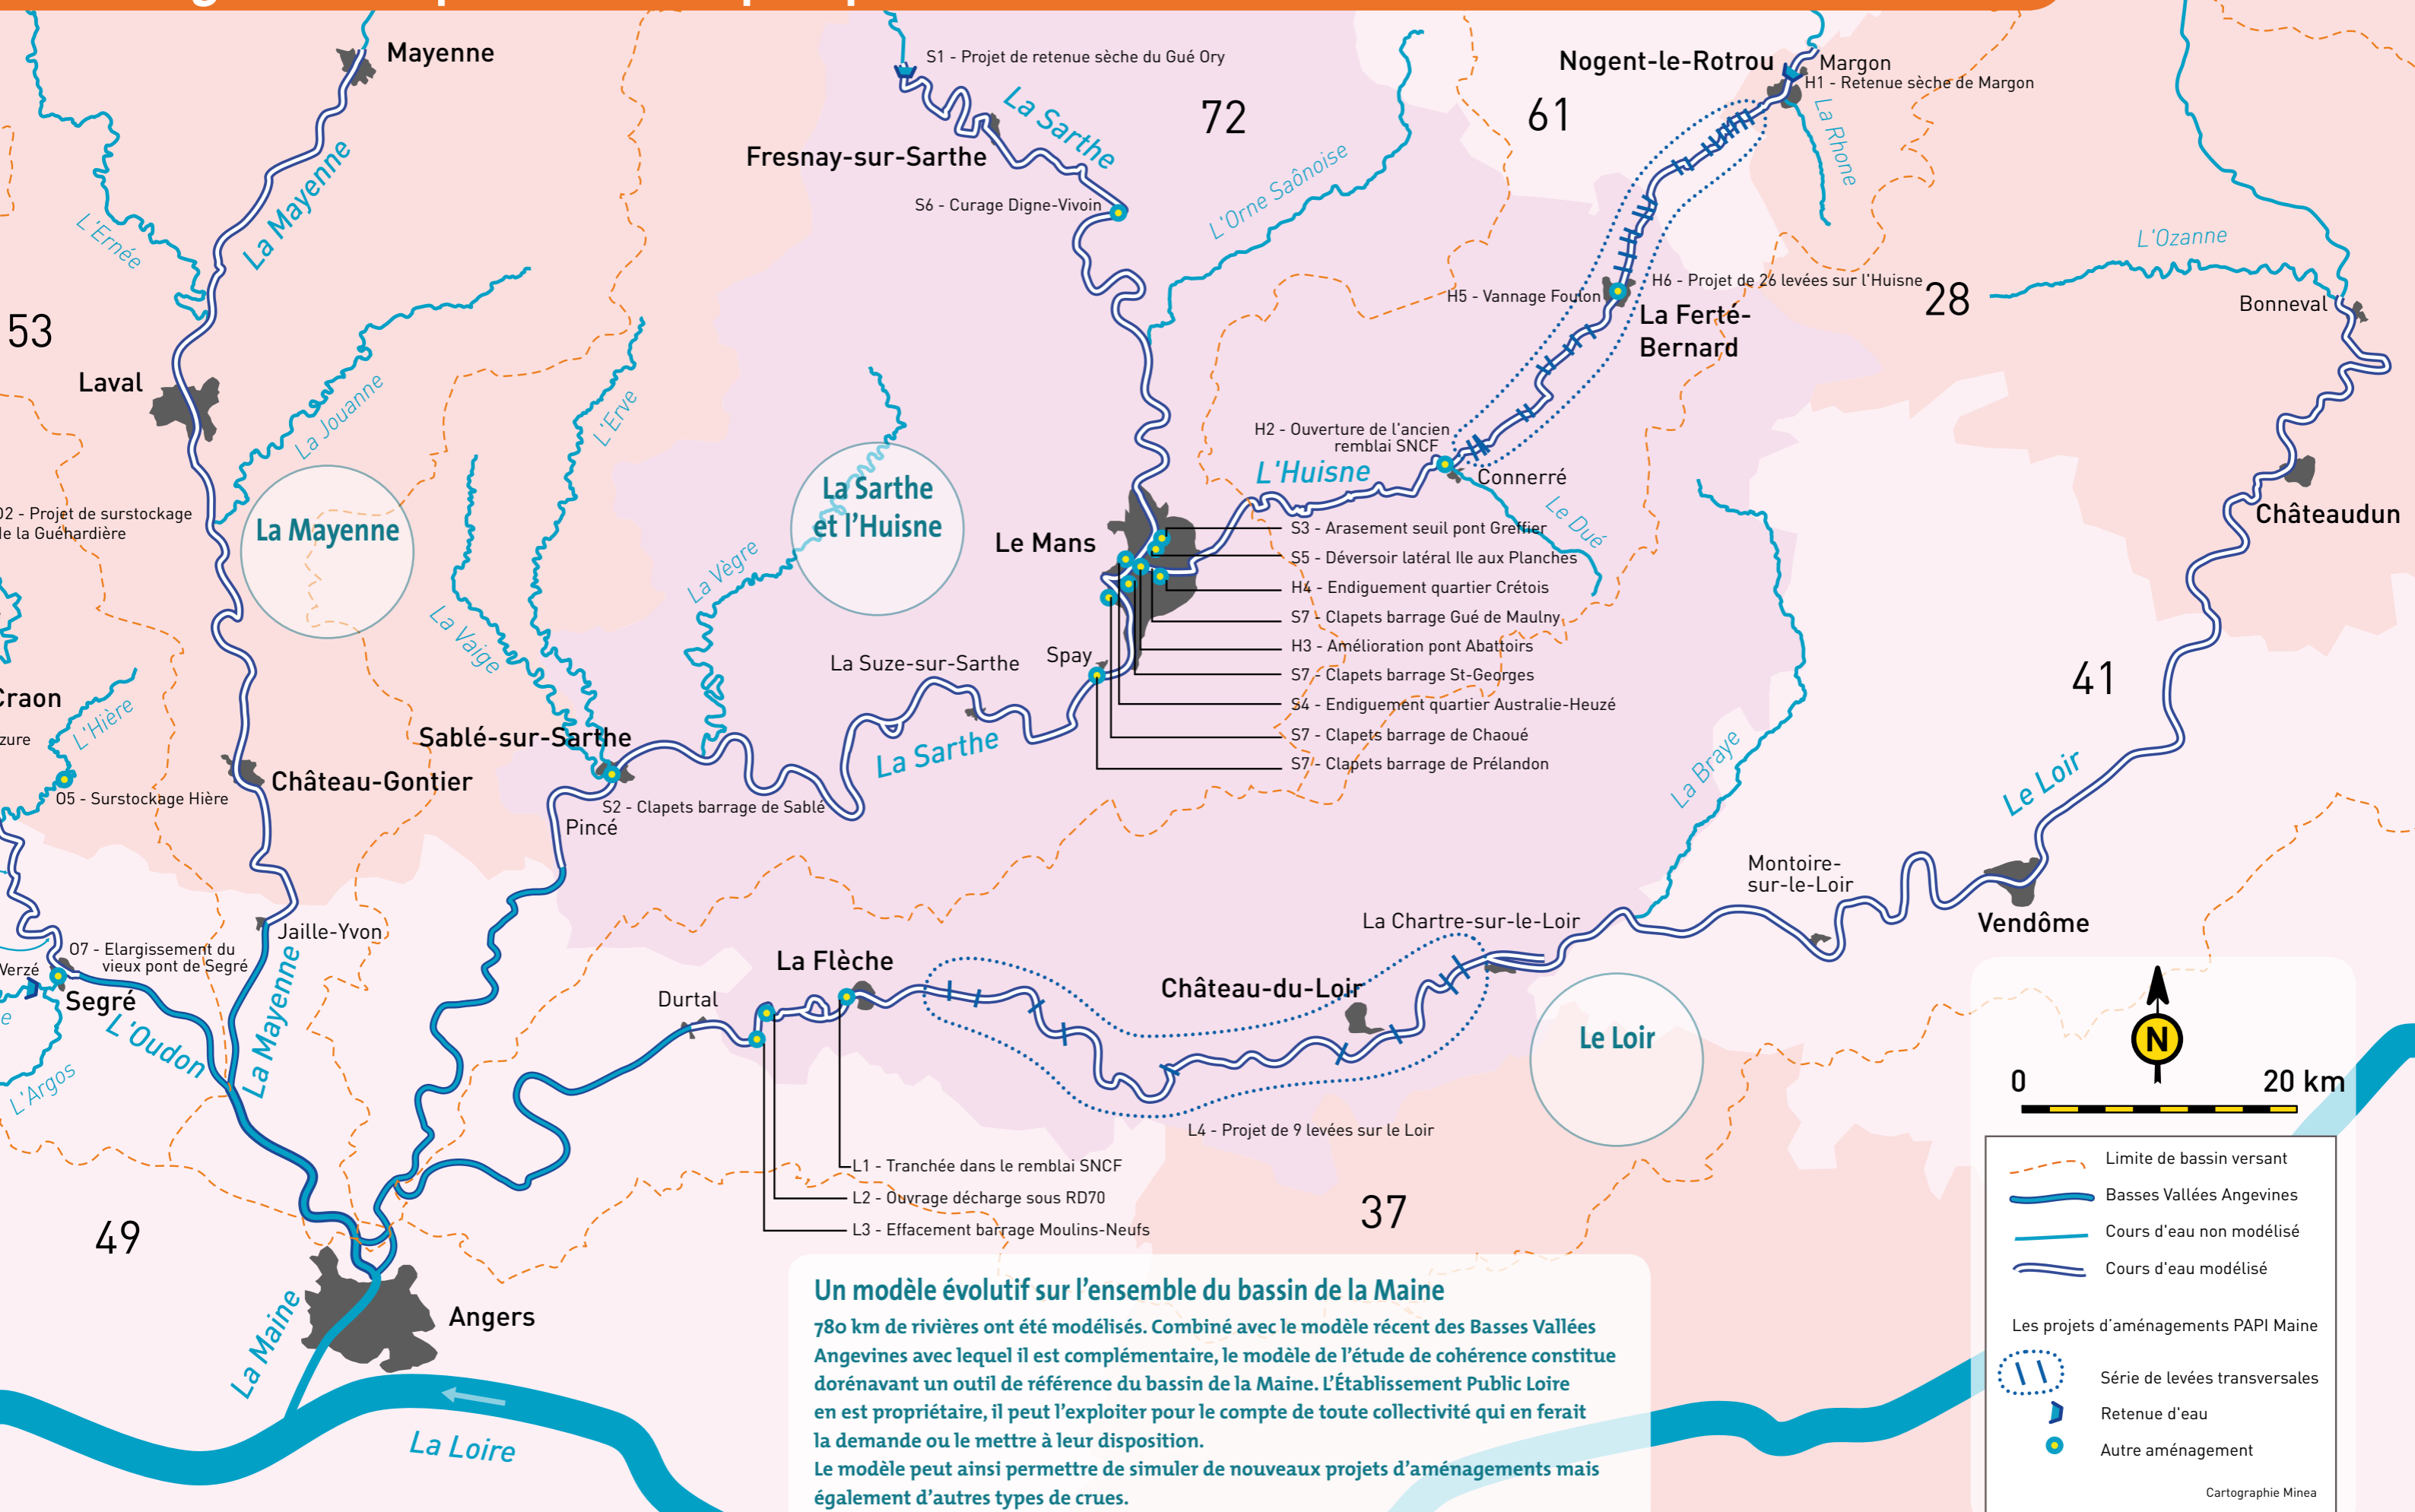 Mayenne
S1 - Projet de retenue sèche du Gué Ory
Nogent-le-Rotrou
Margon
H1 - Retenue sèche de Margon
La Sarthe
72
61
La Rhone
Fresnay-sur-Sarthe
La Mayenne
L'Ernée
L'Orne Saônoise
S6 - Curage Digne-Vivoin
L'Ozanne
H6 - Projet de 26 levées sur l'Huisne
H5 - Vannage Foulon
28
Bonneval
53
La Ferté-
Bernard
Laval
La Jouanne
L'Erve
H2 - Ouverture de l'ancien
remblai SNCF
L'Huisne
Connerré
Le Dué
Châteaudun
La Sarthe
et l'Huisne
La Mayenne
O2 - Projet de surstockage
de la Guéhardière
Le Mans
S3 - Arasement seuil pont Greffier
S5 - Déversoir latéral Ile aux Planches
H4 - Endiguement quartier Crétois
S7 - Clapets barrage Gué de Maulny
H3 - Amélioration pont Abattoirs
S7 - Clapets barrage St-Georges
S4 - Endiguement quartier Australie-Heuzé
S7 - Clapets barrage de Chaoué
S7 - Clapets barrage de Prélandon
La Vègre
La Vaige
La Suze-sur-Sarthe
Spay
41
Craon
L'Hière
zure
Sablé-sur-Sarthe
La Sarthe
Château-Gontier
O5 - Surstockage Hière
S2 - Clapets barrage de Sablé
Pincé
La Braye
Le Loir
Montoire-
sur-le-Loir
Vendôme
La Chartre-sur-le-Loir
Jaille-Yvon
O7 - Elargissement du
vieux pont de Segré
Verzé
Segré
L'Oudon
La Mayenne
L'Argos
e
La Flèche
Durtal
Château-du-Loir
Le Loir
L4 - Projet de 9 levées sur le Loir
L1 - Tranchée dans le remblai SNCF
L2 - Ouvrage décharge sous RD70
L3 - Effacement barrage Moulins-Neufs
37
49
N
0 20 km
Limite de bassin versant
Basses Vallées Angevines
Cours d'eau non modélisé
Cours d'eau modélisé
Les projets d'aménagements PAPI Maine
Série de levées transversales
Retenue d'eau
Autre aménagement
Cartographie Minea
Angers
La Maine
La Loire
Un modèle évolutif sur l'ensemble du bassin de la Maine
780 km de rivières ont été modélisés. Combiné avec le modèle récent des Basses Vallées
Angevines avec lequel il est complémentaire, le modèle de l'étude de cohérence constitue
dorénavant un outil de référence du bassin de la Maine. L'Établissement Public Loire
en est propriétaire, il peut l'exploiter pour le compte de toute collectivité qui en ferait
la demande ou le mettre à leur disposition.
Le modèle peut ainsi permettre de simuler de nouveaux projets d'aménagements mais
également d'autres types de crues.